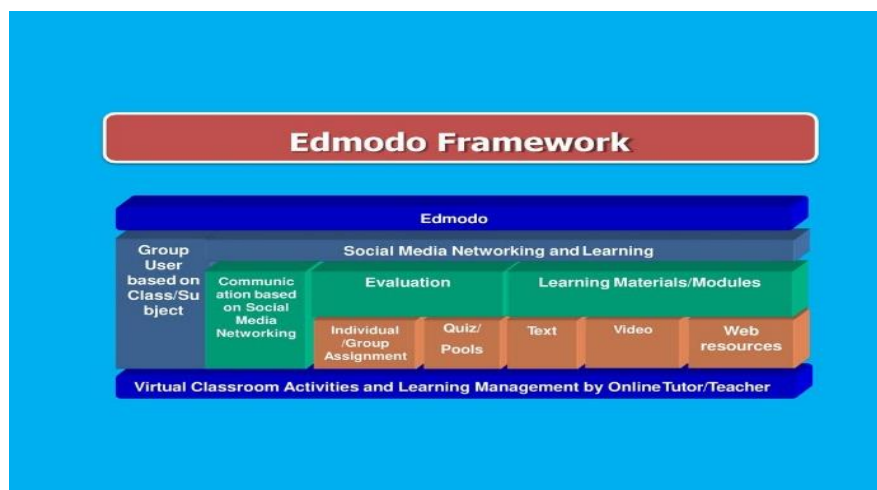 Edmodo Framework
Edmodo
Group
User
based on
Class/Su
bject
Social Media Networking and Learning
Communic
ation based
on Social
Media
Networking
Evaluation
Learning Materials/Modules
Individual
/Group
Assignment
Quiz/
Pools
Text
Video
Web
resources
Virtual Classroom Activities and Learning Management by OnlineTutor/Teacher